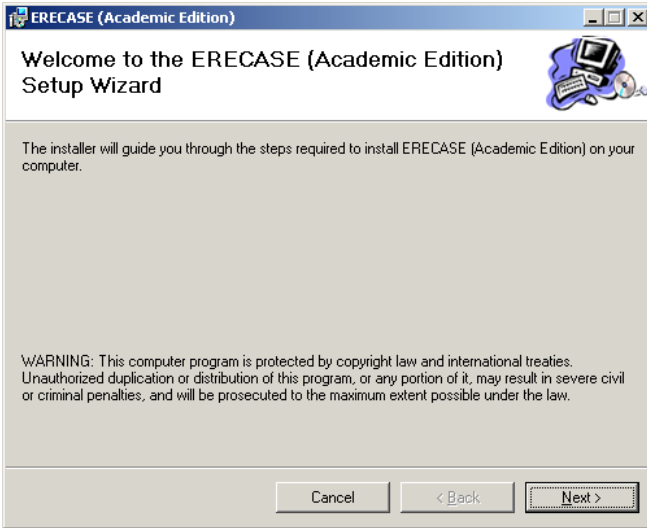 ERECASE (Academic Edition)
Welcome to the ERECASE (Academic Edition)
Setup Wizard
The installer will guide you through the steps required to install ERECASE (Academic Edition) on your
computer.
WARNING: This computer program is protected by copyright law and international treaties.
Unauthorized duplication or distribution of this program, or any portion of it, may result in severe civil
or criminal penalties, and will be prosecuted to the maximum extent possible under the law.
Cancel
< Back
Next >